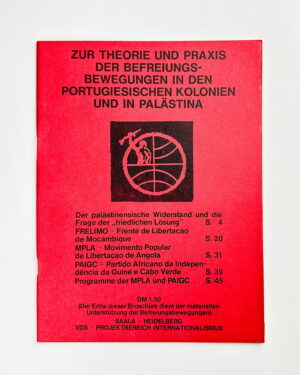 ZUR THEORIE UND PRAXIS
DER BEFREIUNGS-
BEWEGUNGEN IN DEN
PORTUGIESISCHEN KOLONIEN
UND IN PALÄSTINA
Der palästinensische Widerstand und die
Frage der „friedlichen Lösung" S. 4
FRELIMO - Frente de Libertacao
de Mocambique S. 20
MPLA - Movimento Popular
de Libertacao de Angola S. 31
PAIGC - Partido Africano da Indepen-
dência da Guiné e Cabo Verde S. 39
Programme der MPLA und PAIGC S. 45
DM 1,50
(Der Erlös dieser Broschüre dient der materiellen
Unterstützung der Befreiungsbewegungen)
SAALA - HEIDELBERG
VDS - PROJEKTBEREICH INTERNATIONALISMUS